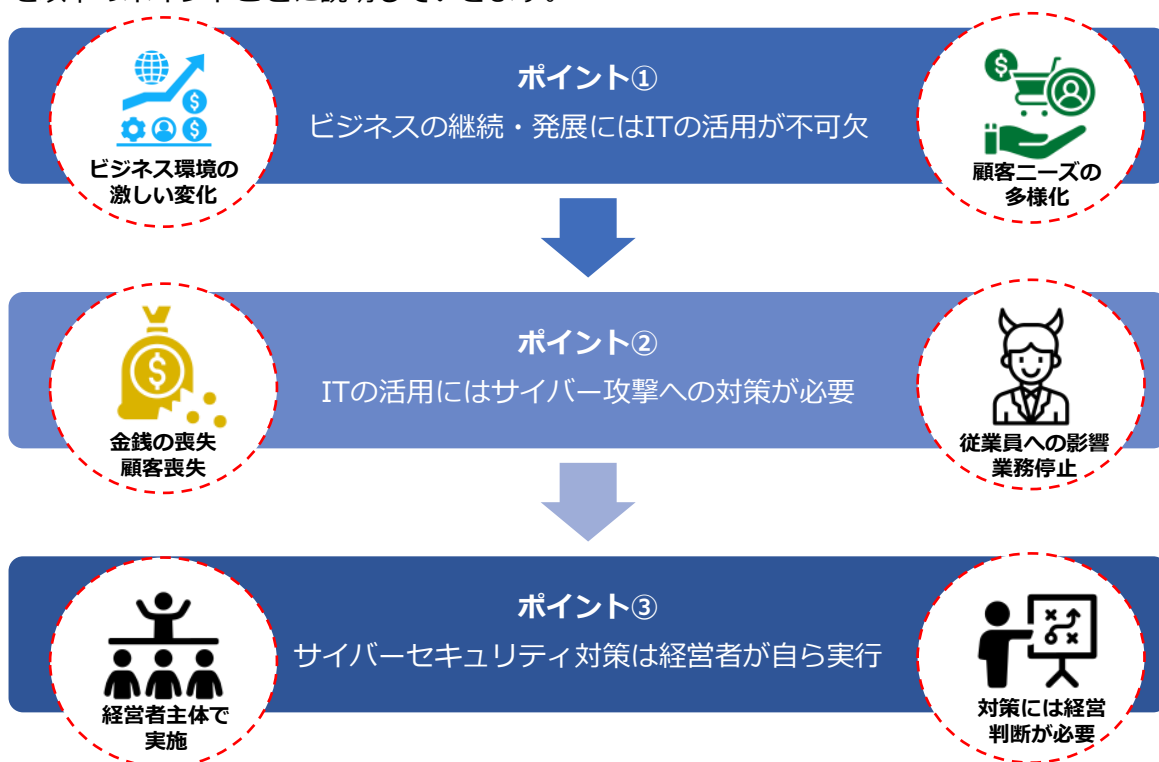 ポイント①
ビジネスの継続・発展にはITの活用が不可欠
ビジネス環境の
激しい変化
顧客ニーズの
多様化
ポイント②
ITの活用にはサイバー攻撃への対策が必要
金銭の喪失
顧客喪失
従業員への影響
業務停止
ポイント③
サイバーセキュリティ対策は経営者が自ら実行
経営者主体で
実施
対策には経営
判断が必要